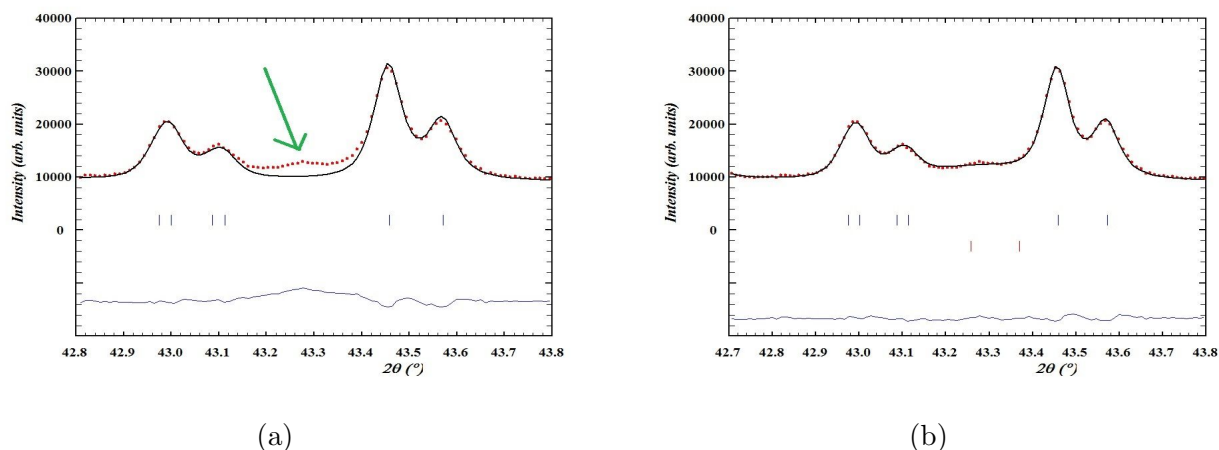 40000
30000
20000
10000
0
Intensity (arb. units)
42.8 42.9 43.0 43.1 43.2 43.3 43.4 43.5 43.6 43.7 43.8
2θ (°)
(a)
40000
30000
20000
10000
0
Intensity (arb. units)
42.7 42.8 42.9 43.0 43.1 43.2 43.3 43.4 43.5 43.6 43.7 43.8
2θ (°)
(b)